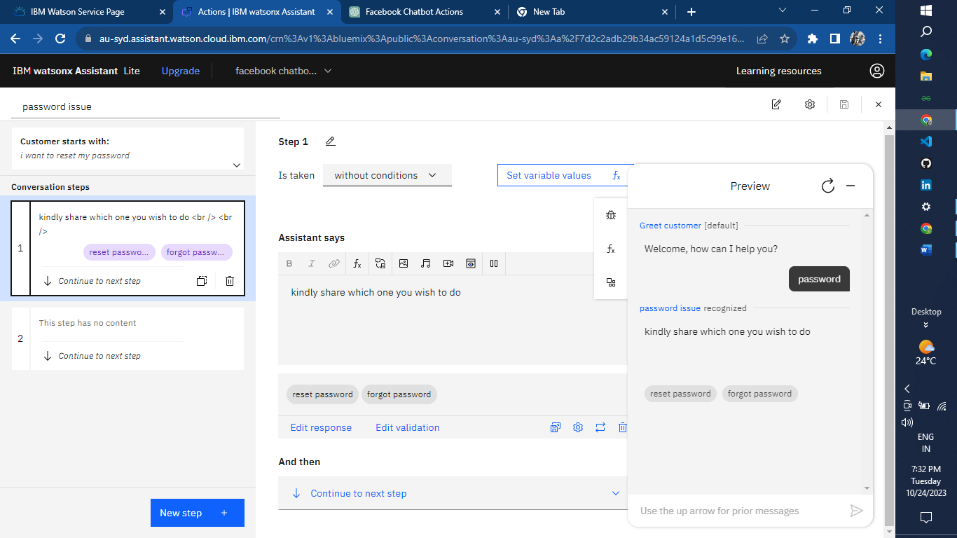 IBM Watson Service Page
Actions | IBM watsonx Assistant
Facebook Chatbot Actions
New Tab
au-syd.assistant.watson.cloud.ibm.com/crn%3Av1%3Abluemix%3Apublic%3Aconversation%3Aau-syd%3Aa%2F7d2c2adb29b34ac59124a1d5c99e16...
IBM watsonx Assistant Lite
Upgrade
facebook chatbo...
Learning resources
password issue
Customer starts with:
i want to reset my password
Conversation steps
1
kindly share which one you wish to do <br /> <br
/>
reset passwo...
forgot passw...
Continue to next step
2
This step has no content
Continue to next step
New step +
Step 1
Is taken
without conditions
Set variable values fx
Assistant says
B I fx
kindly share which one you wish to do
reset password
forgot password
Edit response
Edit validation
And then
Continue to next step
fx
Preview
Greet customer [default]
Welcome, how can I help you?
password
password issue recognized
kindly share which one you wish to do
reset password
forgot password
Use the up arrow for prior messages
Desktop
24°C
ENG
IN
7:32 PM
Tuesday
10/24/2023